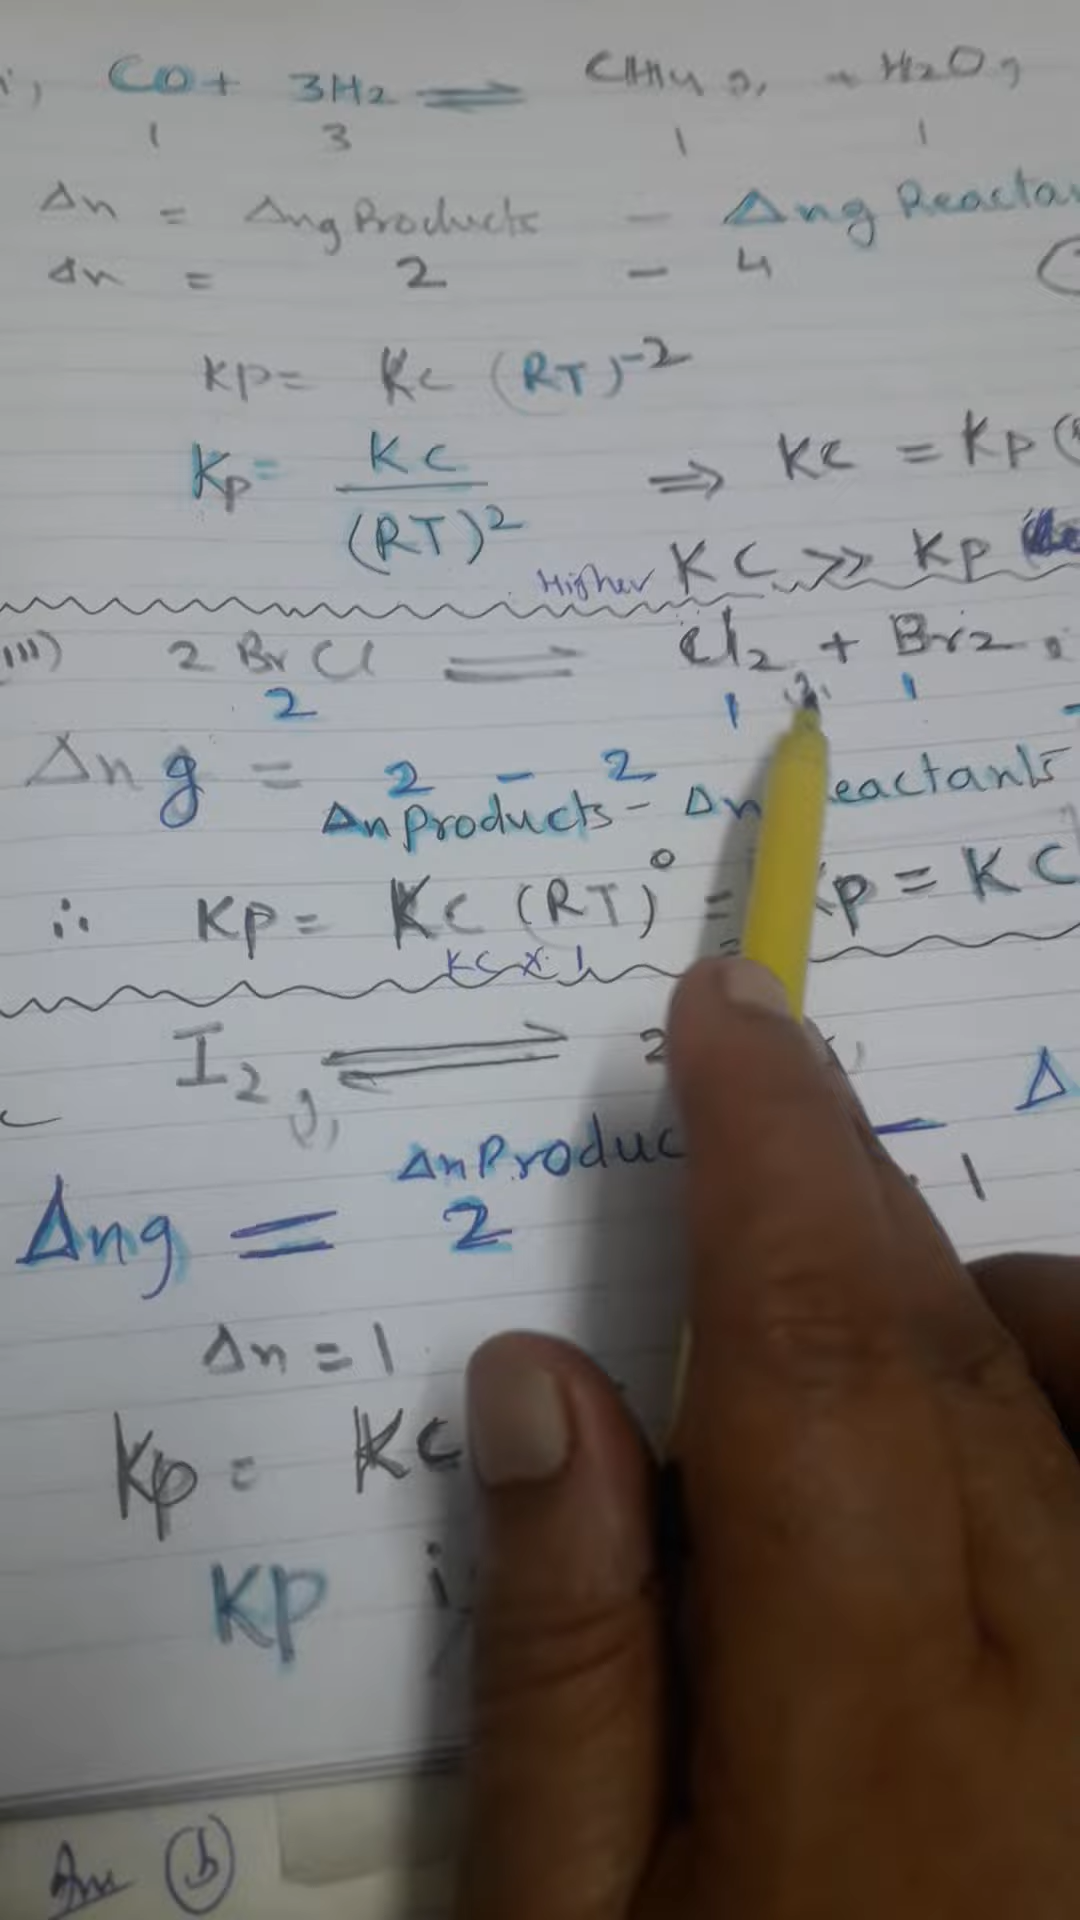 CO + 3H2 ⇌ CH4 g, + H2O g
1 3 1 1
Δn = Δng Products - Δng Reacta
Δn = 2 - 4
KP = KC (RT)^-2
KP = KC / (RT)^2 ⇒ KC = KP (
Higher KC >> KP
iii) 2 BrCl ⇌ Cl2 + Br2
2 1 1
Δn g = 2 - 2
Δn Products - Δn eactants
∴ KP = KC (RT)^0 = KP = KC
KC × 1
I2 g) ⇌ 2
Δn Produc - Δ
Δng = 2 1
Δn = 1
KP = KC
KP
Ans (b)